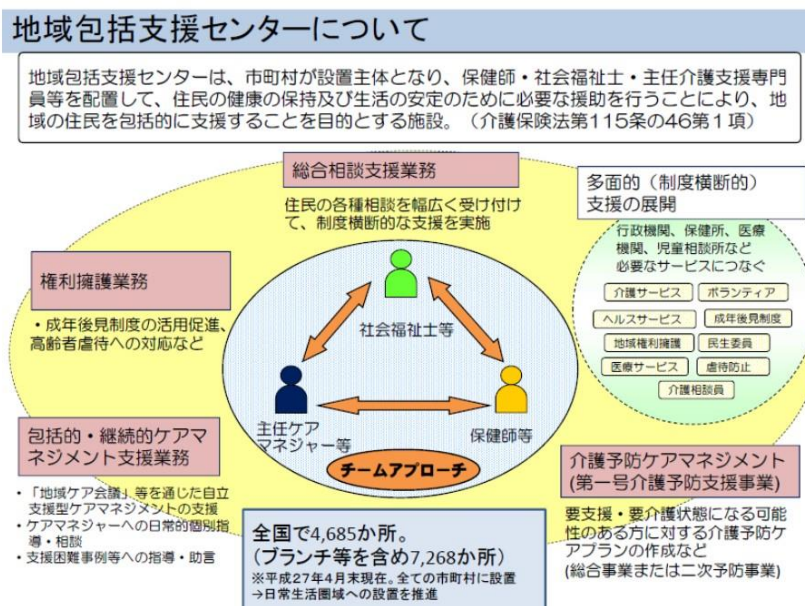 地域包括支援センターについて
地域包括支援センターは、市町村が設置主体となり、保健師・社会福祉士・主任介護支援専門
員等を配置して、住民の健康の保持及び生活の安定のために必要な援助を行うことにより、地
域の住民を包括的に支援することを目的とする施設。（介護保険法第115条の46第1項）
総合相談支援業務
住民の各種相談を幅広く受け付け
て、制度横断的な支援を実施
多面的（制度横断的）
支援の展開
行政機関、保健所、医療
機関、児童相談所など
必要なサービスにつなぐ
介護サービス
ボランティア
ヘルスサービス
成年後見制度
地域権利擁護
民生委員
医療サービス
虐待防止
介護相談員
権利擁護業務
・成年後見制度の活用促進、
高齢者虐待への対応など
社会福祉士等
主任ケア
マネジャー等
保健師等
チームアプローチ
包括的・継続的ケアマ
ネジメント支援業務
・「地域ケア会議」等を通じた自立
支援型ケアマネジメントの支援
・ケアマネジャーへの日常的個別指
導・相談
・支援困難事例等への指導・助言
介護予防ケアマネジメント
(第一号介護予防支援事業)
要支援・要介護状態になる可能
性のある方に対する介護予防ケ
アプランの作成など
(総合事業または二次予防事業)
全国で4,685か所。
(ブランチ等を含め7,268か所)
※平成27年4月末現在。全ての市町村に設置
→日常生活圏域への設置を推進